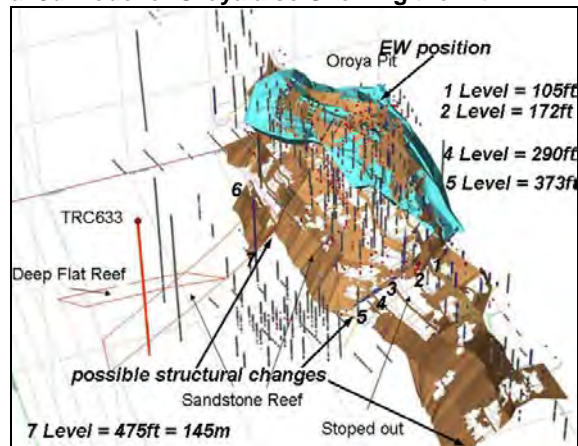 EW position
Oroya Pit
1 Level = 105ft
2 Level = 172ft
4 Level = 290ft
5 Level = 373ft
6
TRC633
7
1
2
3
4
5
Deep Flat Reef
possible structural changes
Sandstone Reef
7 Level = 475ft = 145m
Stoped out